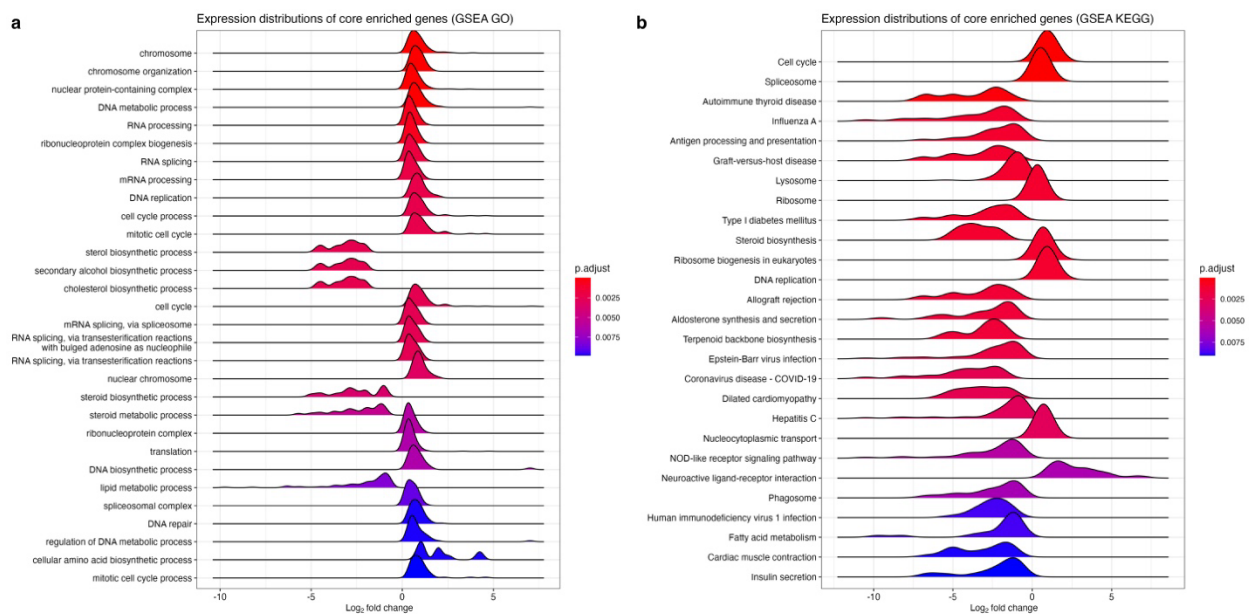 a
Expression distributions of core enriched genes (GSEA GO)
chromosome
chromosome organization
nuclear protein-containing complex
DNA metabolic process
RNA processing
ribonucleoprotein complex biogenesis
RNA splicing
mRNA processing
DNA replication
cell cycle process
mitotic cell cycle
sterol biosynthetic process
secondary alcohol biosynthetic process
cholesterol biosynthetic process
cell cycle
mRNA splicing, via spliceosome
RNA splicing, via transesterification reactions
with bulged adenosine as nucleophile
RNA splicing, via transesterification reactions
nuclear chromosome
steroid biosynthetic process
steroid metabolic process
ribonucleoprotein complex
translation
DNA biosynthetic process
lipid metabolic process
spliceosomal complex
DNA repair
regulation of DNA metabolic process
cellular amino acid biosynthetic process
mitotic cell cycle process
-10 -5 0 5
Log2 fold change
p.adjust
0.0025
0.0050
0.0075
b
Expression distributions of core enriched genes (GSEA KEGG)
Cell cycle
Spliceosome
Autoimmune thyroid disease
Influenza A
Antigen processing and presentation
Graft-versus-host disease
Lysosome
Ribosome
Type I diabetes mellitus
Steroid biosynthesis
Ribosome biogenesis in eukaryotes
DNA replication
Allograft rejection
Aldosterone synthesis and secretion
Terpenoid backbone biosynthesis
Epstein-Barr virus infection
Coronavirus disease - COVID-19
Dilated cardiomyopathy
Hepatitis C
Nucleocytoplasmic transport
NOD-like receptor signaling pathway
Neuroactive ligand-receptor interaction
Phagosome
Human immunodeficiency virus 1 infection
Fatty acid metabolism
Cardiac muscle contraction
Insulin secretion
-10 -5 0 5
Log2 fold change
p.adjust
0.0025
0.0050
0.0075